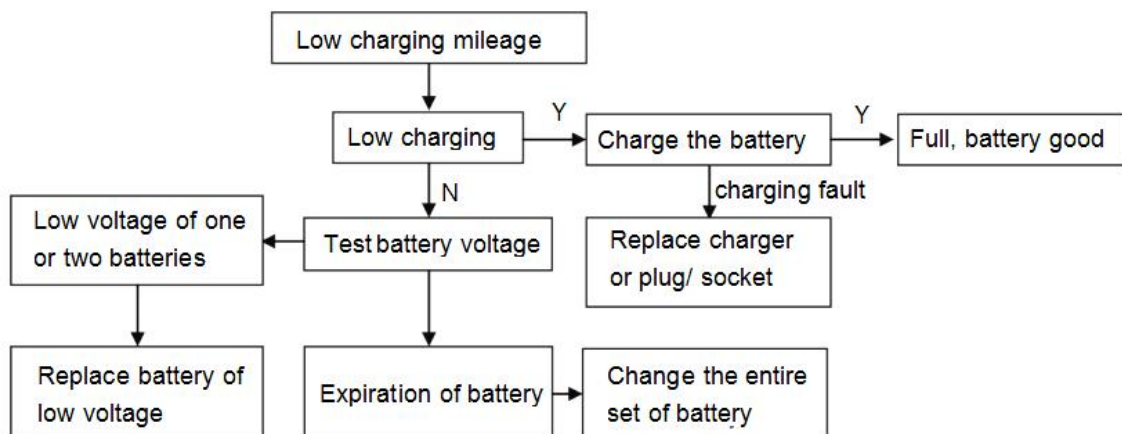 Low charging mileage
Y
Y
Low charging
Charge the battery
Full, battery good
N
charging fault
Low voltage of one
or two batteries
Test battery voltage
Replace charger
or plug/ socket
Replace battery of
low voltage
Expiration of battery
Change the entire
set of battery